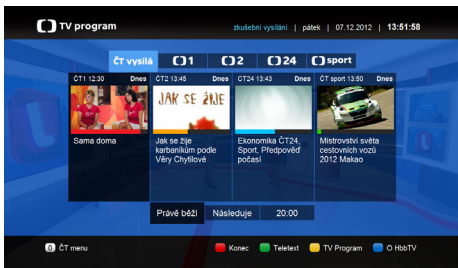 TV program
zkušební vysílání | pátek | 07.12.2012 | 13:51:58
ČT vysílá 1 2 24 sport
ČT1 12:30 Dnes
Sama doma
ČT2 13:45 Dnes
JAK SE ŽIJE
Jak se žije
karbaníkům podle
Věry Chytilové
ČT24 13:43 Dnes
Ekonomika ČT24,
Sport, Předpověď
počasí
ČT sport 13:50 Dnes
Mistrovství světa
cestovních vozů
2012 Makao
Právě běží Následuje 20:00
0 ČT menu Konec Teletext TV Program O HbbTV